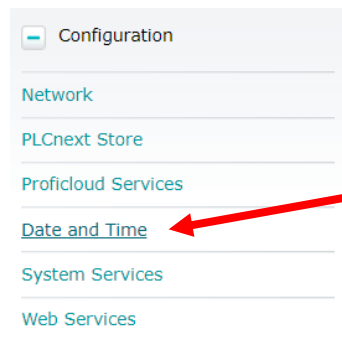 Configuration
Network
PLCnext Store
Proficloud Services
Date and Time
System Services
Web Services